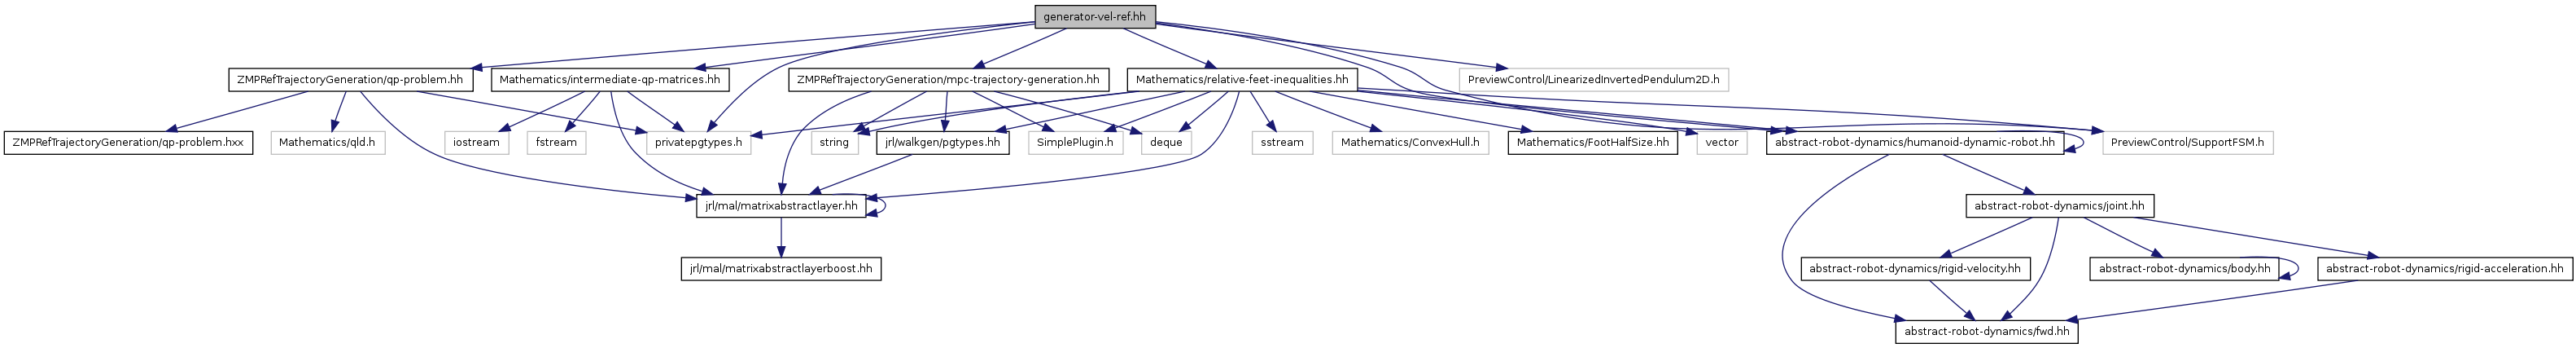 generator-vel-ref.hh
ZMPRefTrajectoryGeneration/qp-problem.hh
Mathematics/intermediate-qp-matrices.hh
ZMPRefTrajectoryGeneration/mpc-trajectory-generation.hh
Mathematics/relative-feet-inequalities.hh
PreviewControl/LinearizedInvertedPendulum2D.h
ZMPRefTrajectoryGeneration/qp-problem.hxx
Mathematics/qld.h
iostream
fstream
privatepgtypes.h
string
jrl/walkgen/pgtypes.hh
SimplePlugin.h
deque
sstream
Mathematics/ConvexHull.h
Mathematics/FootHalfSize.hh
vector
abstract-robot-dynamics/humanoid-dynamic-robot.hh
PreviewControl/SupportFSM.h
jrl/mal/matrixabstractlayer.hh
abstract-robot-dynamics/joint.hh
jrl/mal/matrixabstractlayerboost.hh
abstract-robot-dynamics/rigid-velocity.hh
abstract-robot-dynamics/body.hh
abstract-robot-dynamics/rigid-acceleration.hh
abstract-robot-dynamics/fwd.hh